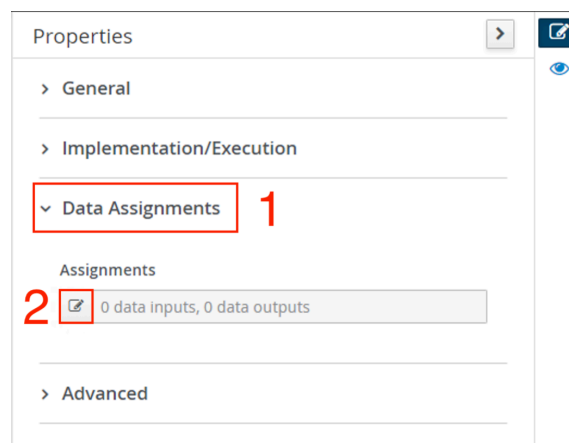 Properties
General
Implementation/Execution
Data Assignments 1
Assignments
2 0 data inputs, 0 data outputs
Advanced